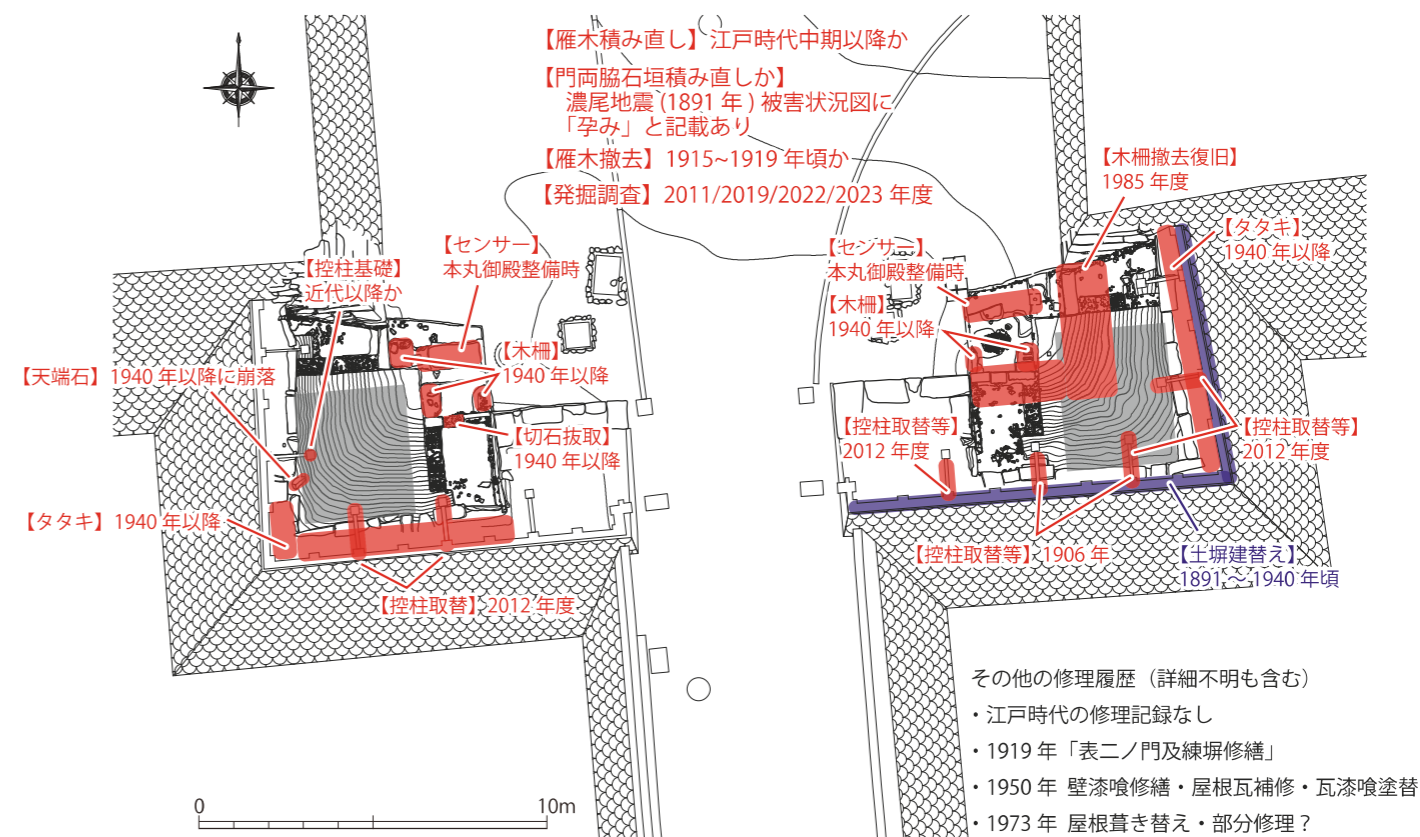 【雁木積み直し】江戸時代中期以降か
【門両脇石垣積み直しか】
濃尾地震(1891 年 ) 被害状況図に
「孕み」と記載あり
【雁木撤去】1915~1919 年頃か
【発掘調査】2011/2019/2022/2023 年度
【木柵撤去復旧】
1985 年度
【センサー】
本丸御殿整備時
【控柱基礎】
近代以降か
【センサー】
本丸御殿整備時
【タタキ】
1940 年以降
【木柵】
1940 年以降
【木柵】
1940 年以降
【天端石】1940 年以降に崩落
【切石抜取】
1940 年以降
【控柱取替等】
2012 年度
【控柱取替等】
2012 年度
【タタキ】1940 年以降
【控柱取替等】1906 年
【土塀建替え】
1891 ～ 1940 年頃
【控柱取替】2012 年度
その他の修理履歴（詳細不明も含む）
・江戸時代の修理記録なし
・1919 年「表二ノ門及練塀修繕」
・1950 年 壁漆喰修繕・屋根瓦補修・瓦漆喰塗替
・1973 年 屋根葺き替え・部分修理？
0 10m